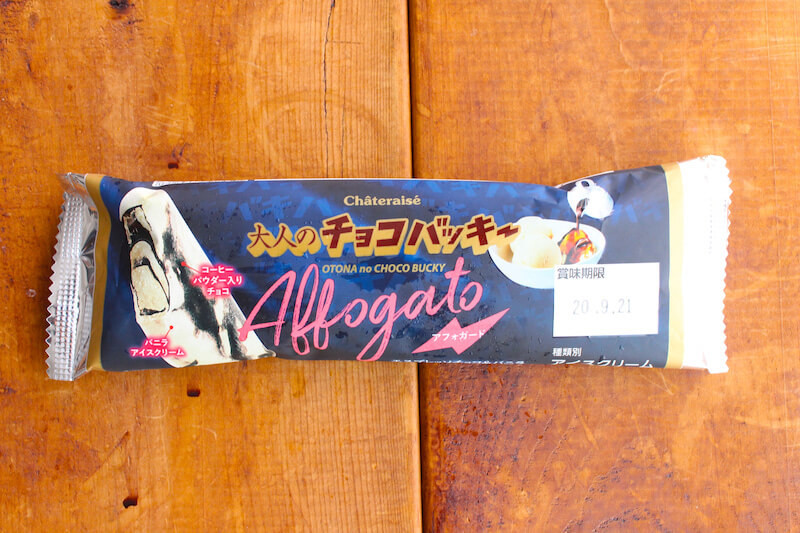 Châteraisé
大人のチョコバッキー
OTONA no CHOCO BUCKY
Affogato
アフォガード
コーヒー
パウダー入り
チョコ
バニラ
アイスクリーム
賞味期限
20.9.21
種類別
アイスクリーム